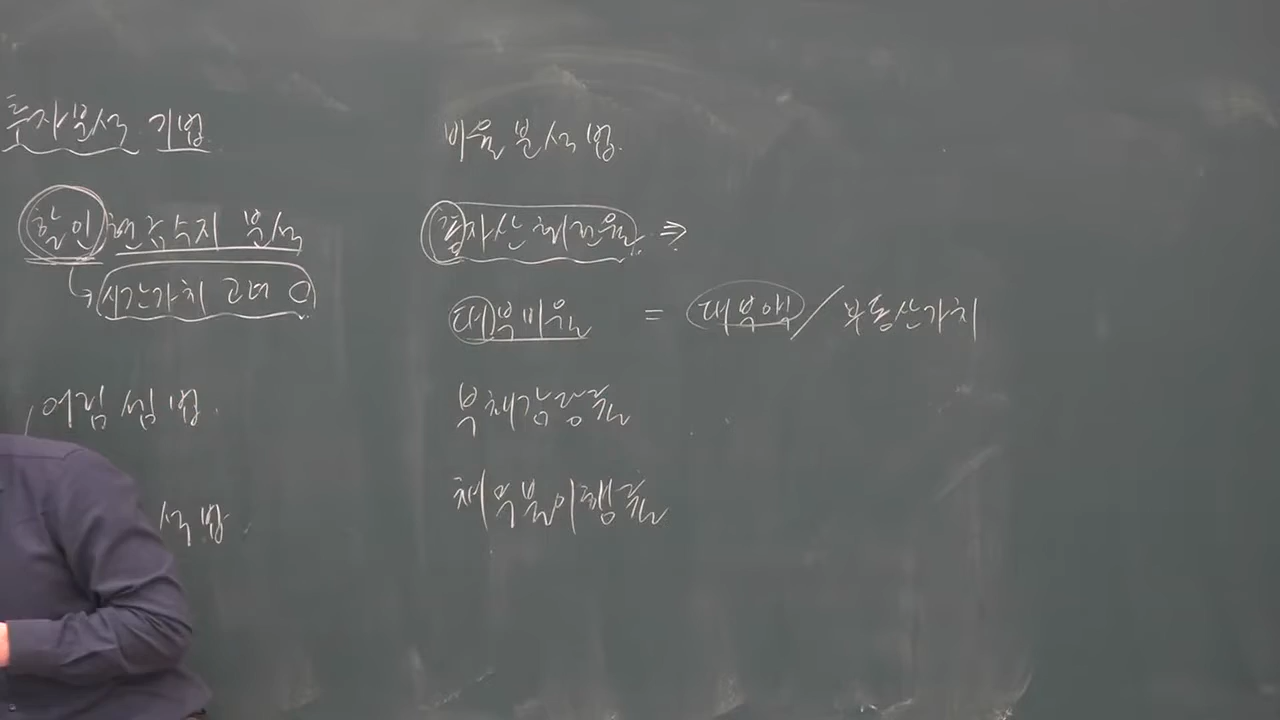 투자분석 기법
할인 현금수지 분석
시간가치 고려 O
어림셈법
석법
비율분석법
총자산회전율 ⇒
대부비율 = 대부액 / 부동산가치
부채감당률
채무불이행률